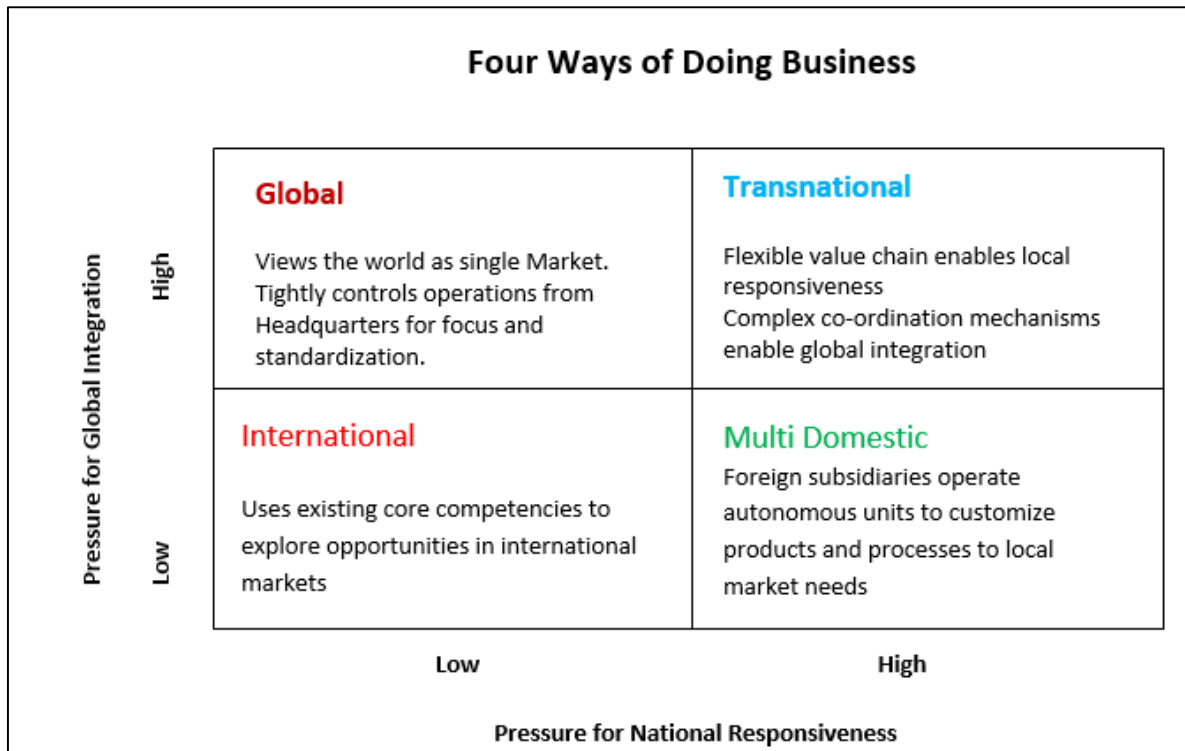 Four Ways of Doing Business
Pressure for Global Integration
High
Low
Global
Views the world as single Market.
Tightly controls operations from
Headquarters for focus and
standardization.
Transnational
Flexible value chain enables local
responsiveness
Complex co-ordination mechanisms
enable global integration
International
Uses existing core competencies to
explore opportunities in international
markets
Multi Domestic
Foreign subsidiaries operate
autonomous units to customize
products and processes to local
market needs
Low
High
Pressure for National Responsiveness